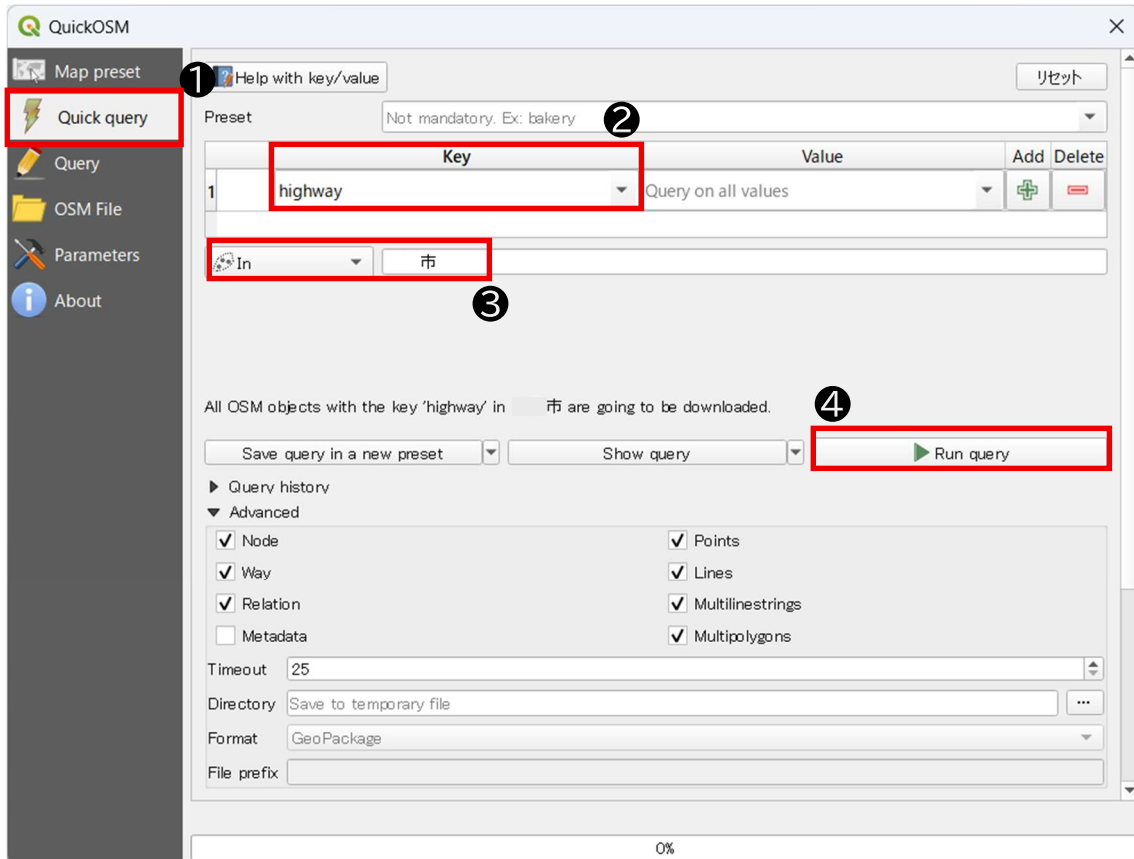 QuickOSM
Map preset
Quick query
Query
OSM File
Parameters
About
❶
Help with key/value
リセット
Preset
Not mandatory. Ex: bakery
❷
Key Value Add Delete
1 highway Query on all values
In 市
❸
All OSM objects with the key 'highway' in 市 are going to be downloaded.
❹
Save query in a new preset Show query Run query
Query history
Advanced
Node Points
Way Lines
Relation Multilinestrings
Metadata Multipolygons
Timeout 25
Directory Save to temporary file ...
Format GeoPackage
File prefix
0%